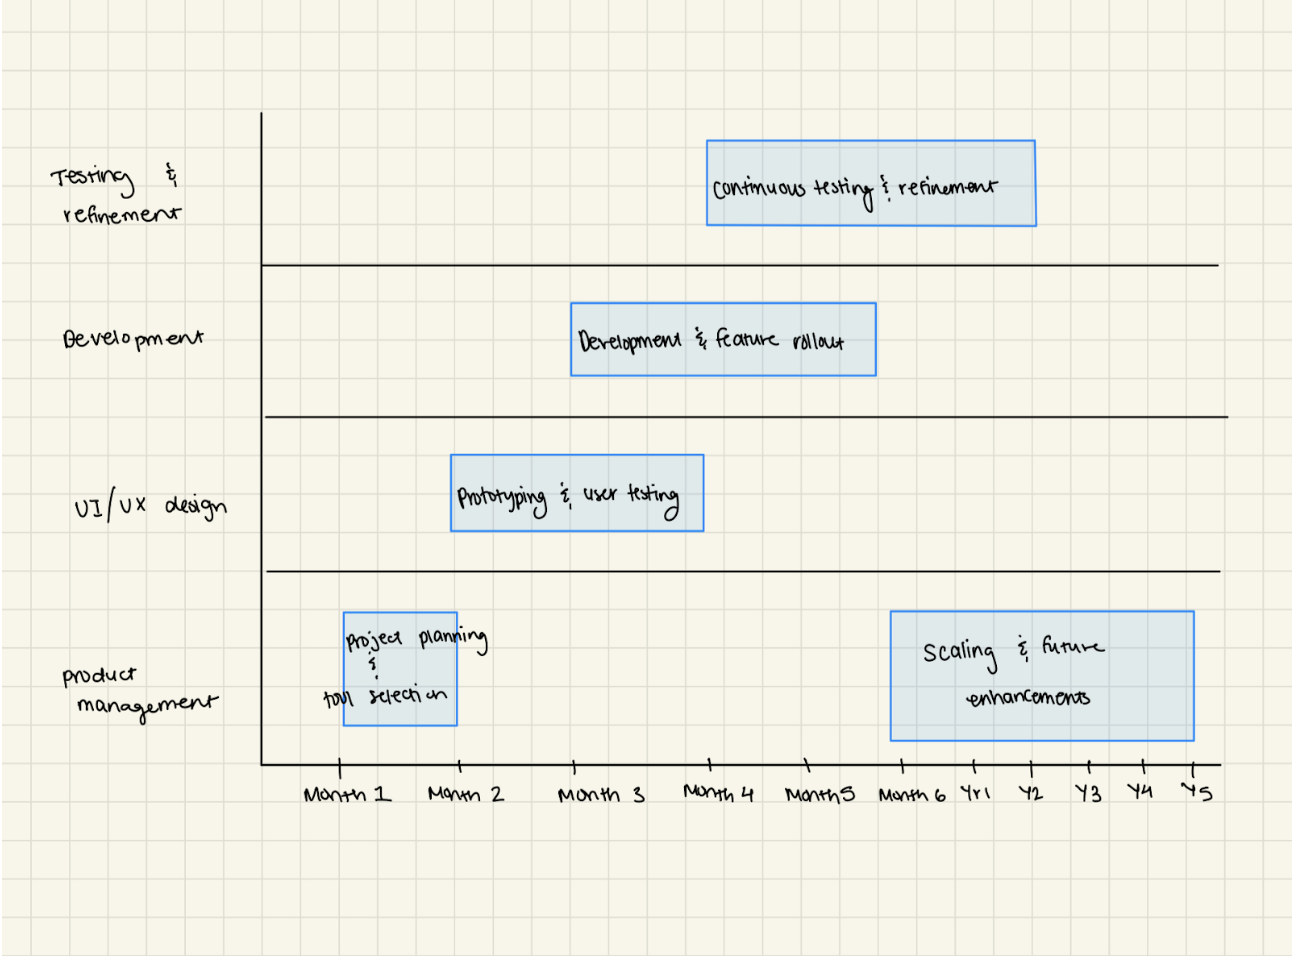 Testing &
refinement
Continuous testing & refinement
Development
Development & feature rollout
UI/UX design
Prototyping & user testing
product
management
project planning
&
tool selection
Scaling & future
enhancements
Month 1 Month 2 Month 3 Month 4 Month 5 Month 6 Yr1 Y2 Y3 Y4 Y5